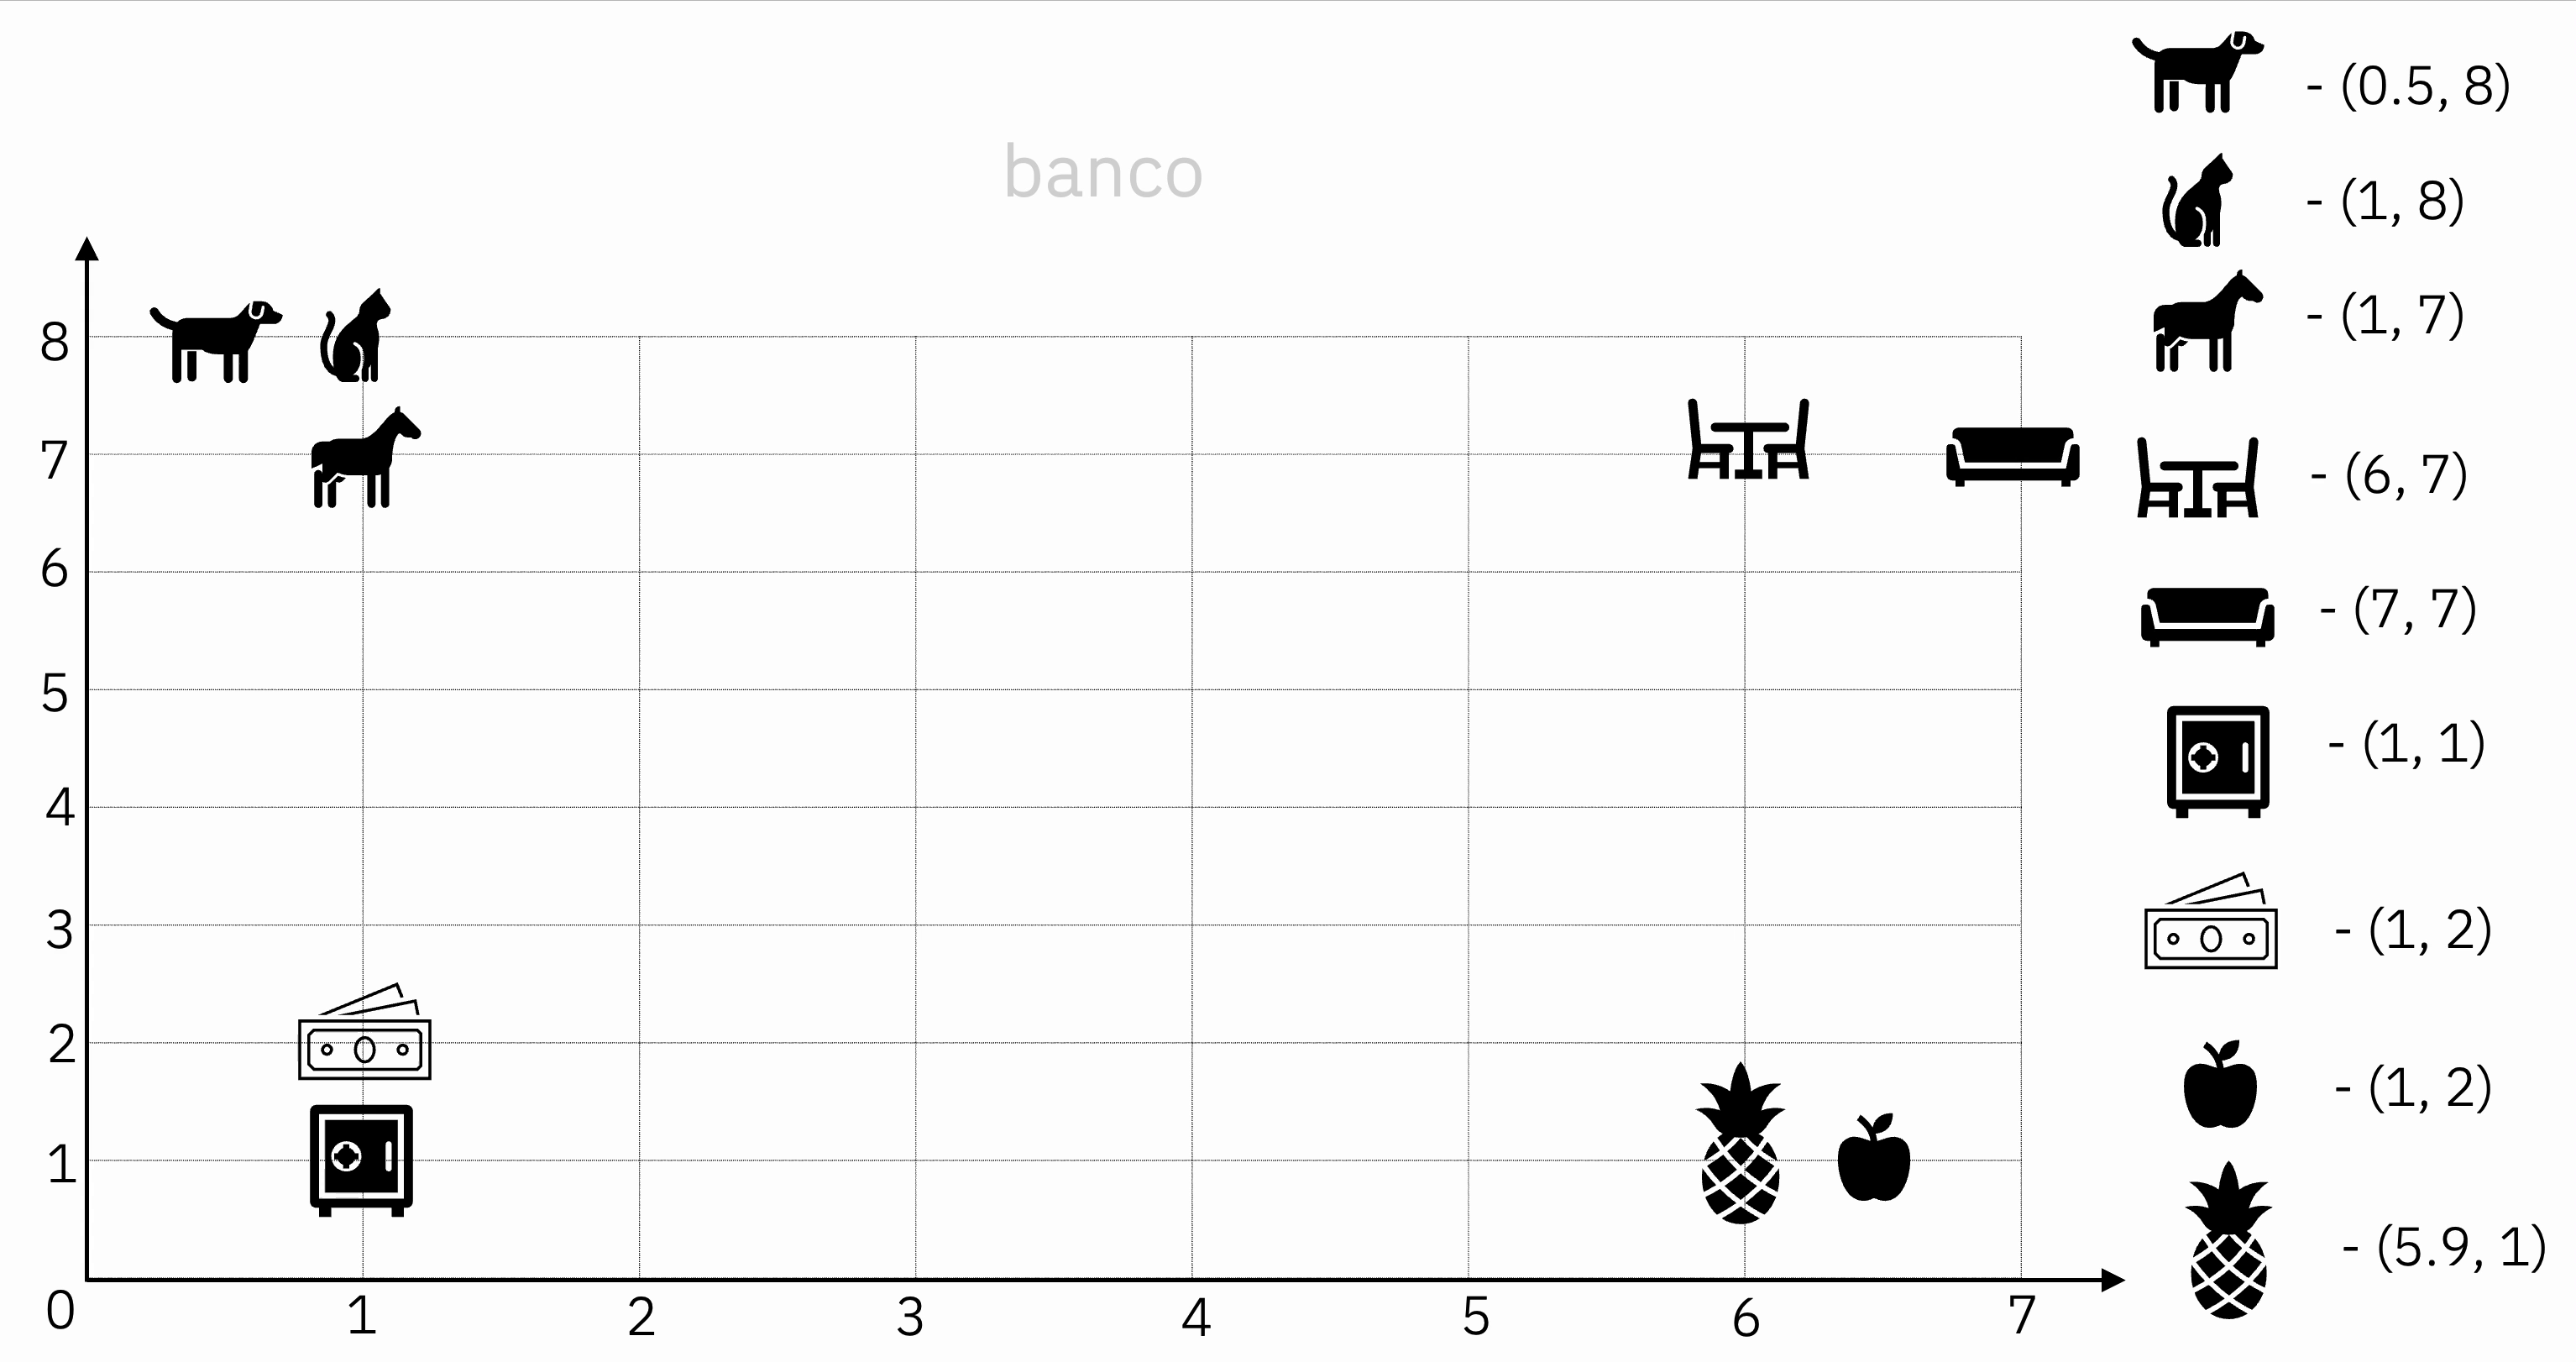 banco
8
7
6
5
4
3
2
1
0
1 2 3 4 5 6 7
- (0.5, 8)
- (1, 8)
- (1, 7)
- (6, 7)
- (7, 7)
- (1, 1)
- (1, 2)
- (1, 2)
- (5.9, 1)